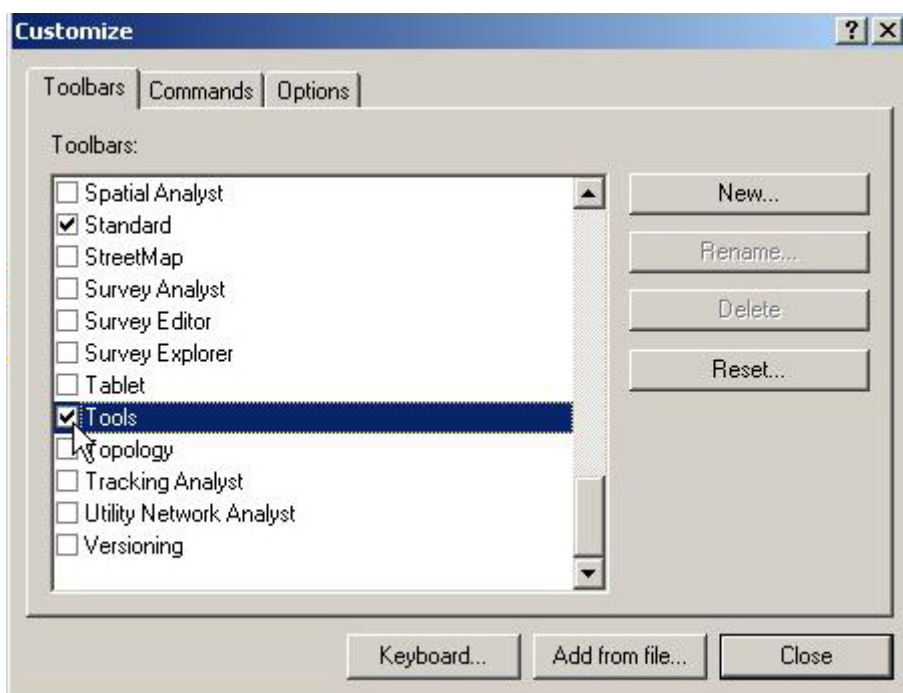 Customize
Toolbars Commands Options
Toolbars:
Spatial Analyst
Standard
StreetMap
Survey Analyst
Survey Editor
Survey Explorer
Tablet
Tools
Topology
Tracking Analyst
Utility Network Analyst
Versioning
New...
Rename...
Delete
Reset...
Keyboard... Add from file... Close